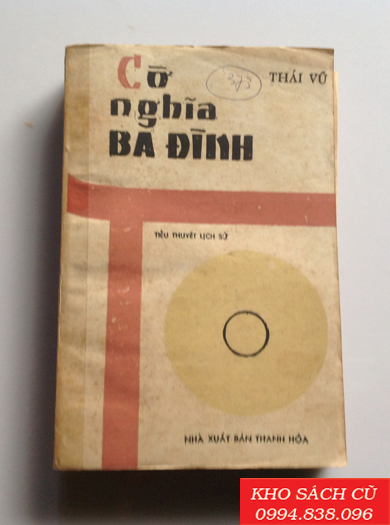 Cờ
nghĩa
BA ĐÌNH
373
THÁI VŨ
TIỂU THUYẾT LỊCH SỬ
NHÀ XUẤT BẢN THANH HÓA
KHO SÁCH CŨ
0994.838.096